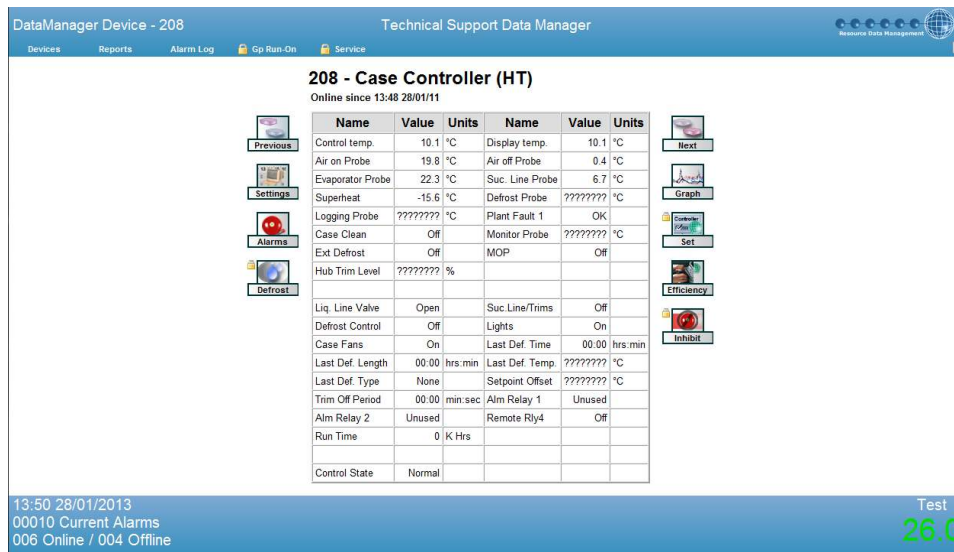 DataManager Device - 208
Technical Support Data Manager
Resource Data Management
Devices Reports Alarm Log Gp Run-On Service
208 - Case Controller (HT)
Online since 13:48 28/01/11
Previous
Settings
Alarms
Defrost
Name Value Units Name Value Units
Control temp. 10.1 °C Display temp. 10.1 °C
Air on Probe 19.8 °C Air off Probe 0.4 °C
Evaporator Probe 22.3 °C Suc. Line Probe 6.7 °C
Superheat -15.6 °C Defrost Probe ???????? °C
Logging Probe ???????? °C Plant Fault 1 OK
Case Clean Off Monitor Probe ???????? °C
Ext Defrost Off MOP Off
Hub Trim Level ???????? %
Liq. Line Valve Open Suc.Line/Trims Off
Defrost Control Off Lights On
Case Fans On Last Def. Time 00:00 hrs:min
Last Def. Length 00:00 hrs:min Last Def. Temp. ???????? °C
Last Def. Type None Setpoint Offset ???????? °C
Trim Off Period 00:00 min:sec Alm Relay 1 Unused
Alm Relay 2 Unused Remote Rly4 Off
Run Time 0 K Hrs
Control State Normal
Next
Graph
Controller
Set
Efficiency
Inhibit
13:50 28/01/2013
00010 Current Alarms
006 Online / 004 Offline
Test
26.0